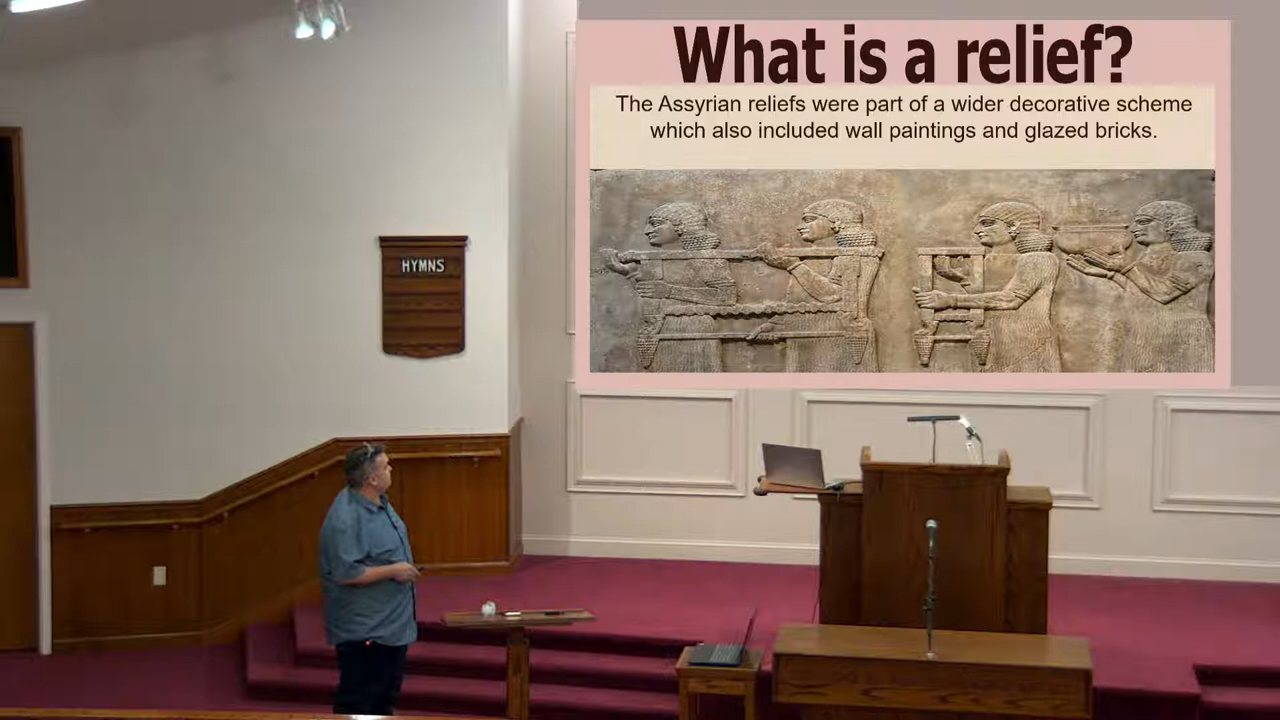 What is a relief?
The Assyrian reliefs were part of a wider decorative scheme
which also included wall paintings and glazed bricks.
HYMNS